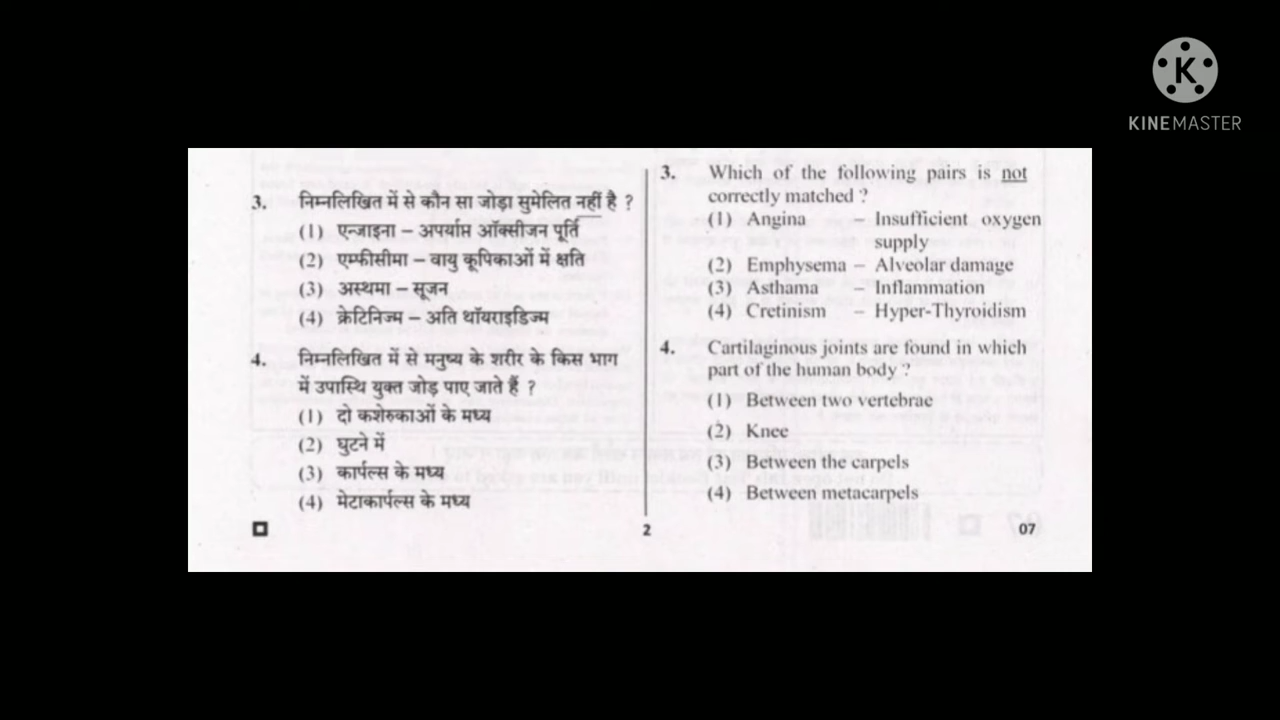 KINEMASTER
3. निम्नलिखित में से कौन सा जोड़ा सुमेलित नहीं है ?
(1) एन्जाइना – अपर्याप्त ऑक्सीजन पूर्ति
(2) एम्फीसीमा – वायु कूपिकाओं में क्षति
(3) अस्थमा – सूजन
(4) क्रेटिनिज्म – अति थॉयराइडिज्म
4. निम्नलिखित में से मनुष्य के शरीर के किस भाग
में उपास्थि युक्त जोड़ पाए जाते हैं ?
(1) दो कशेरुकाओं के मध्य
(2) घुटने में
(3) कार्पल्स के मध्य
(4) मेटाकार्पल्स के मध्य
3. Which of the following pairs is not
correctly matched ?
(1) Angina – Insufficient oxygen
supply
(2) Emphysema – Alveolar damage
(3) Asthama – Inflammation
(4) Cretinism – Hyper-Thyroidism
4. Cartilaginous joints are found in which
part of the human body ?
(1) Between two vertebrae
(2) Knee
(3) Between the carpels
(4) Between metacarpels
2
07